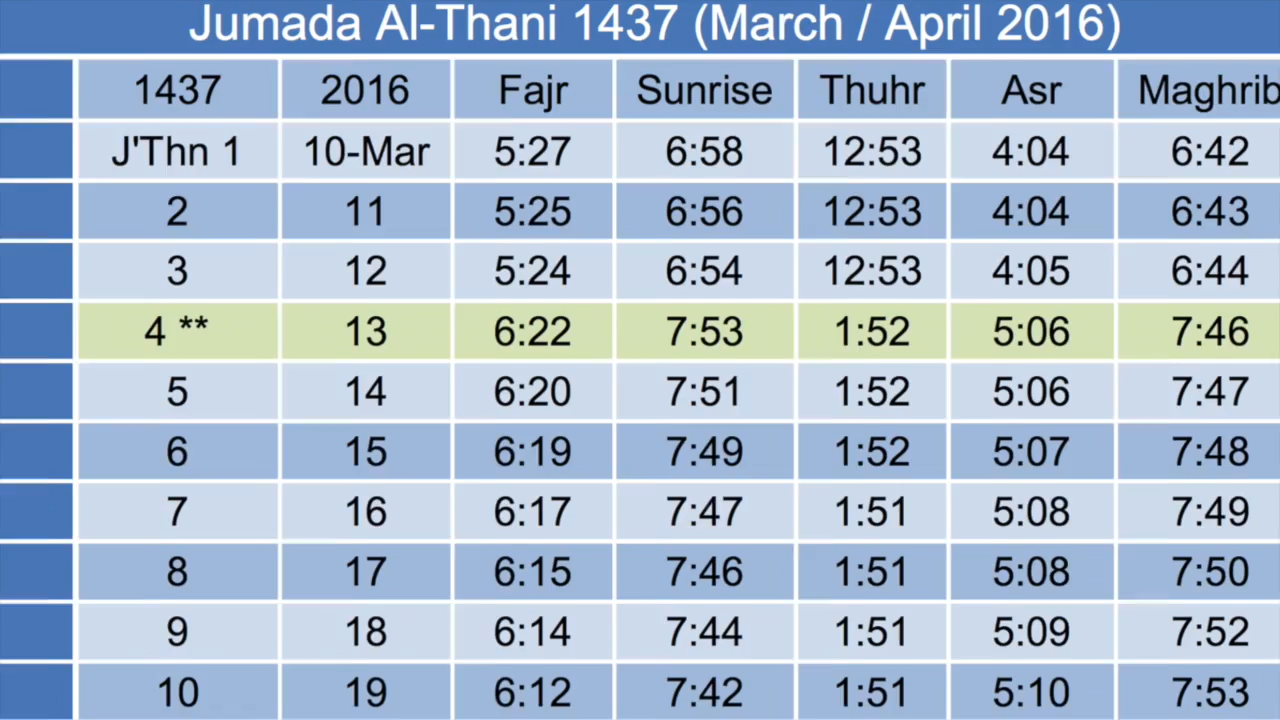 Jumada Al-Thani 1437 (March / April 2016)
1437 2016 Fajr Sunrise Thuhr Asr Maghrib
J'Thn 1 10-Mar 5:27 6:58 12:53 4:04 6:42
2 11 5:25 6:56 12:53 4:04 6:43
3 12 5:24 6:54 12:53 4:05 6:44
4 ** 13 6:22 7:53 1:52 5:06 7:46
5 14 6:20 7:51 1:52 5:06 7:47
6 15 6:19 7:49 1:52 5:07 7:48
7 16 6:17 7:47 1:51 5:08 7:49
8 17 6:15 7:46 1:51 5:08 7:50
9 18 6:14 7:44 1:51 5:09 7:52
10 19 6:12 7:42 1:51 5:10 7:53